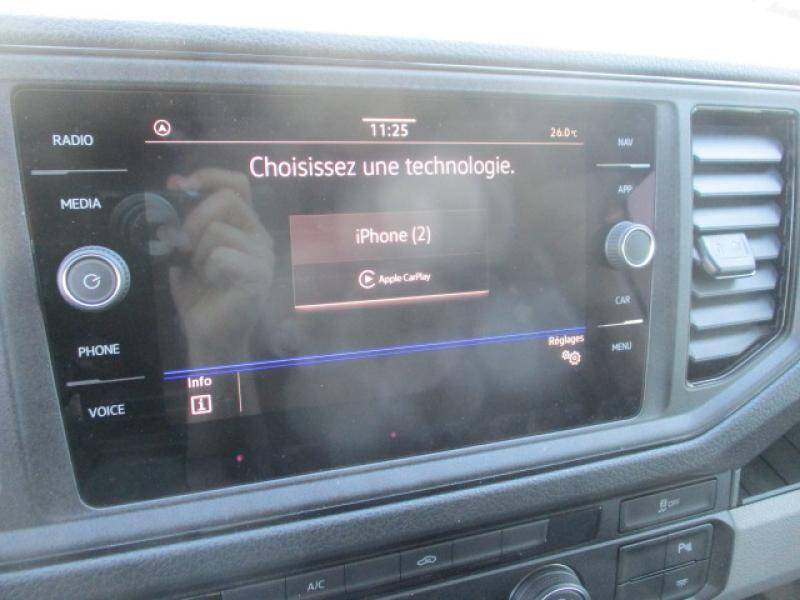 11:25
26.0°C
RADIO
MEDIA
PHONE
VOICE
Choisissez une technologie.
iPhone (2)
Apple CarPlay
Réglages
Info
i
NAV
APP
CAR
MENU
OFF
A/C
P